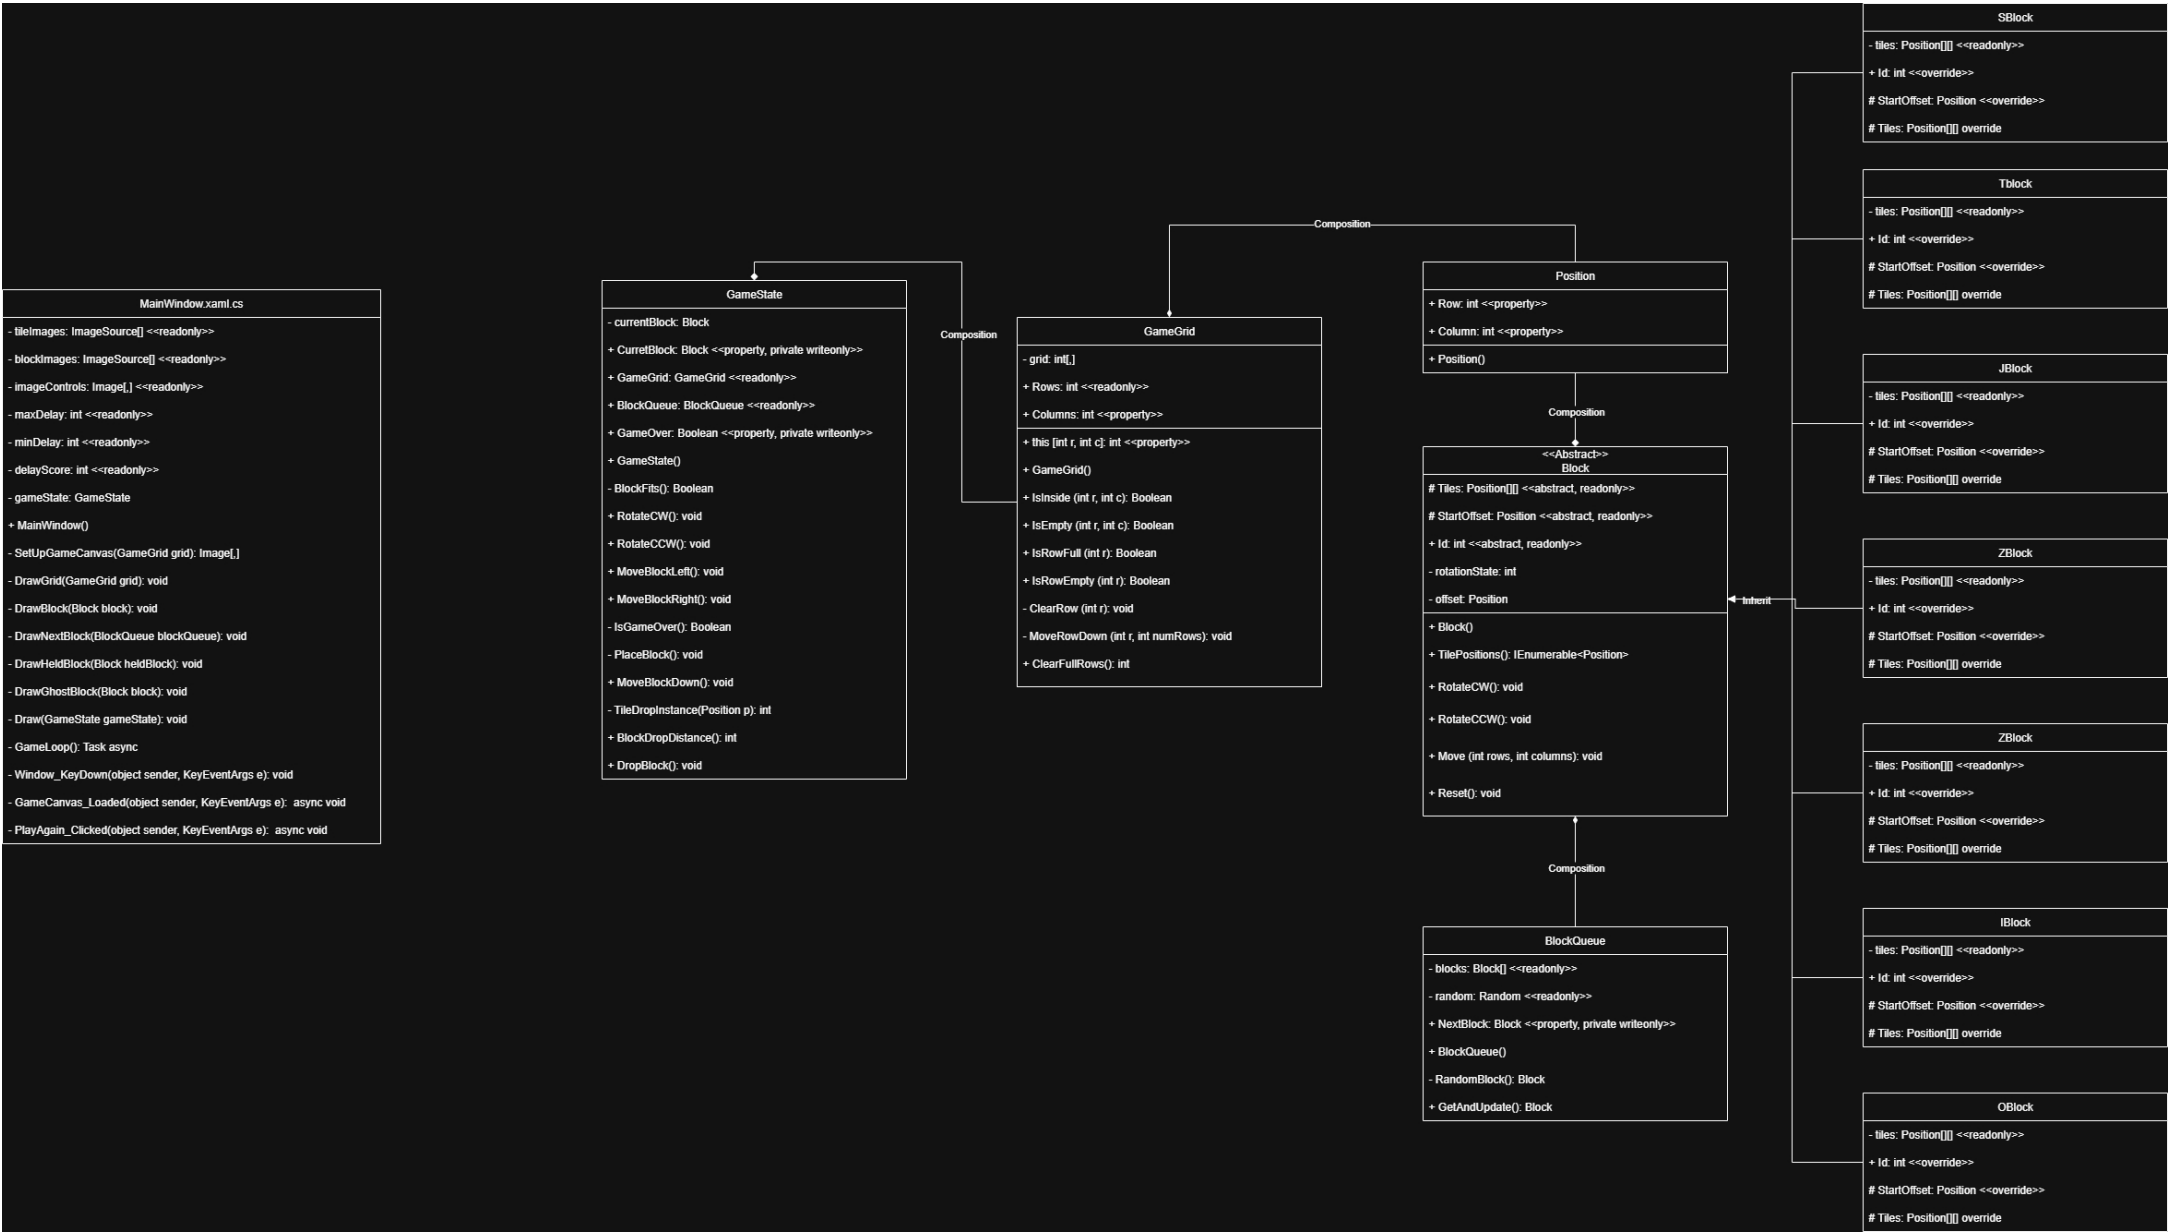 MainWindow.xaml.cs
- tileImages: ImageSource[] <<readonly>>
- blockImages: ImageSource[] <<readonly>>
- imageControls: Image[,] <<readonly>>
- maxDelay: int <<readonly>>
- minDelay: int <<readonly>>
- delayScore: int <<readonly>>
- gameState: GameState
+ MainWindow()
- SetUpGameCanvas(GameGrid grid): Image[,]
- DrawGrid(GameGrid grid): void
- DrawBlock(Block block): void
- DrawNextBlock(BlockQueue blockQueue): void
- DrawHeldBlock(Block heldBlock): void
- DrawGhostBlock(Block block): void
- Draw(GameState gameState): void
- GameLoop(): Task async
- Window_KeyDown(object sender, KeyEventArgs e): void
- GameCanvas_Loaded(object sender, KeyEventArgs e):  async void
- PlayAgain_Clicked(object sender, KeyEventArgs e):  async void
GameState
- currentBlock: Block
+ CurretBlock: Block <<property, private writeonly>>
+ GameGrid: GameGrid <<readonly>>
+ BlockQueue: BlockQueue <<readonly>>
+ GameOver: Boolean <<property, private writeonly>>
+ GameState()
- BlockFits(): Boolean
+ RotateCW(): void
+ RotateCCW(): void
+ MoveBlockLeft(): void
+ MoveBlockRight(): void
- IsGameOver(): Boolean
- PlaceBlock(): void
+ MoveBlockDown(): void
- TileDropInstance(Position p): int
+ BlockDropDistance(): int
+ DropBlock(): void
Composition
GameGrid
- grid: int[,]
+ Rows: int <<readonly>>
+ Columns: int <<property>>
+ this [int r, int c]: int <<property>>
+ GameGrid()
+ IsInside (int r, int c): Boolean
+ IsEmpty (int r, int c): Boolean
+ IsRowFull (int r): Boolean
+ IsRowEmpty (int r): Boolean
- ClearRow (int r): void
- MoveRowDown (int r, int numRows): void
+ ClearFullRows(): int
Composition
Position
+ Row: int <<property>>
+ Column: int <<property>>
+ Position()
Composition
<<Abstract>>
Block
# Tiles: Position[][] <<abstract, readonly>>
# StartOffset: Position <<abstract, readonly>>
+ Id: int <<abstract, readonly>>
- rotationState: int
- offset: Position
+ Block()
+ TilePositions(): IEnumerable<Position>
+ RotateCW(): void
+ RotateCCW(): void
+ Move (int rows, int columns): void
+ Reset(): void
Composition
BlockQueue
- blocks: Block[] <<readonly>>
- random: Random <<readonly>>
+ NextBlock: Block <<property, private writeonly>>
+ BlockQueue()
- RandomBlock(): Block
+ GetAndUpdate(): Block
Inherit
SBlock
- tiles: Position[][] <<readonly>>
+ Id: int <<override>>
# StartOffset: Position <<override>>
# Tiles: Position[][] override
Tblock
- tiles: Position[][] <<readonly>>
+ Id: int <<override>>
# StartOffset: Position <<override>>
# Tiles: Position[][] override
JBlock
- tiles: Position[][] <<readonly>>
+ Id: int <<override>>
# StartOffset: Position <<override>>
# Tiles: Position[][] override
ZBlock
- tiles: Position[][] <<readonly>>
+ Id: int <<override>>
# StartOffset: Position <<override>>
# Tiles: Position[][] override
ZBlock
- tiles: Position[][] <<readonly>>
+ Id: int <<override>>
# StartOffset: Position <<override>>
# Tiles: Position[][] override
IBlock
- tiles: Position[][] <<readonly>>
+ Id: int <<override>>
# StartOffset: Position <<override>>
# Tiles: Position[][] override
OBlock
- tiles: Position[][] <<readonly>>
+ Id: int <<override>>
# StartOffset: Position <<override>>
# Tiles: Position[][] override